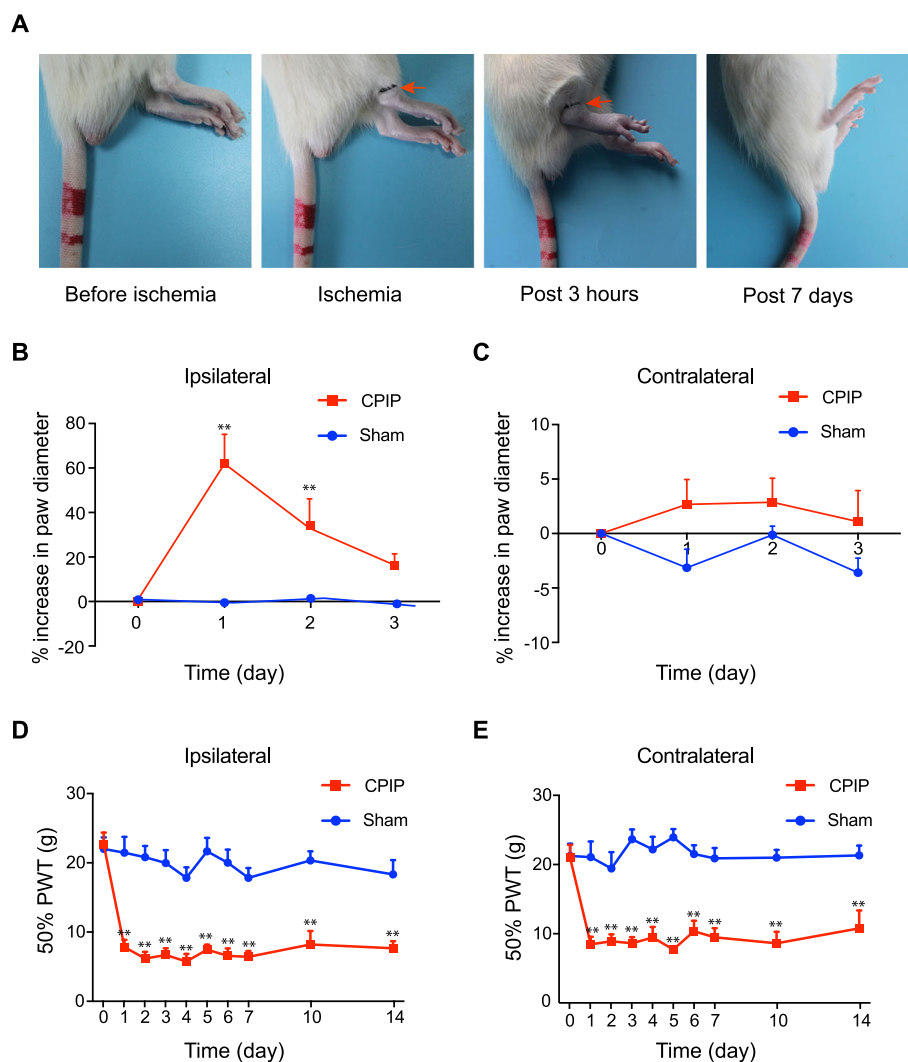 A
Before ischemia
Ischemia
Post 3 hours
Post 7 days
B
Ipsilateral
CPIP
Sham
% increase in paw diameter
80
60
40
20
0
-20
**
**
0
1
2
3
Time (day)
C
Contralateral
CPIP
Sham
% increase in paw diameter
10
5
0
-5
-10
0
1
2
3
Time (day)
D
Ipsilateral
CPIP
Sham
50% PWT (g)
30
20
10
0
** ** ** ** ** ** ** ** **
0 1 2 3 4 5 6 7 10 14
Time (day)
E
Contralateral
CPIP
Sham
50% PWT (g)
30
20
10
0
** ** ** ** ** ** ** ** **
0 1 2 3 4 5 6 7 10 14
Time (day)